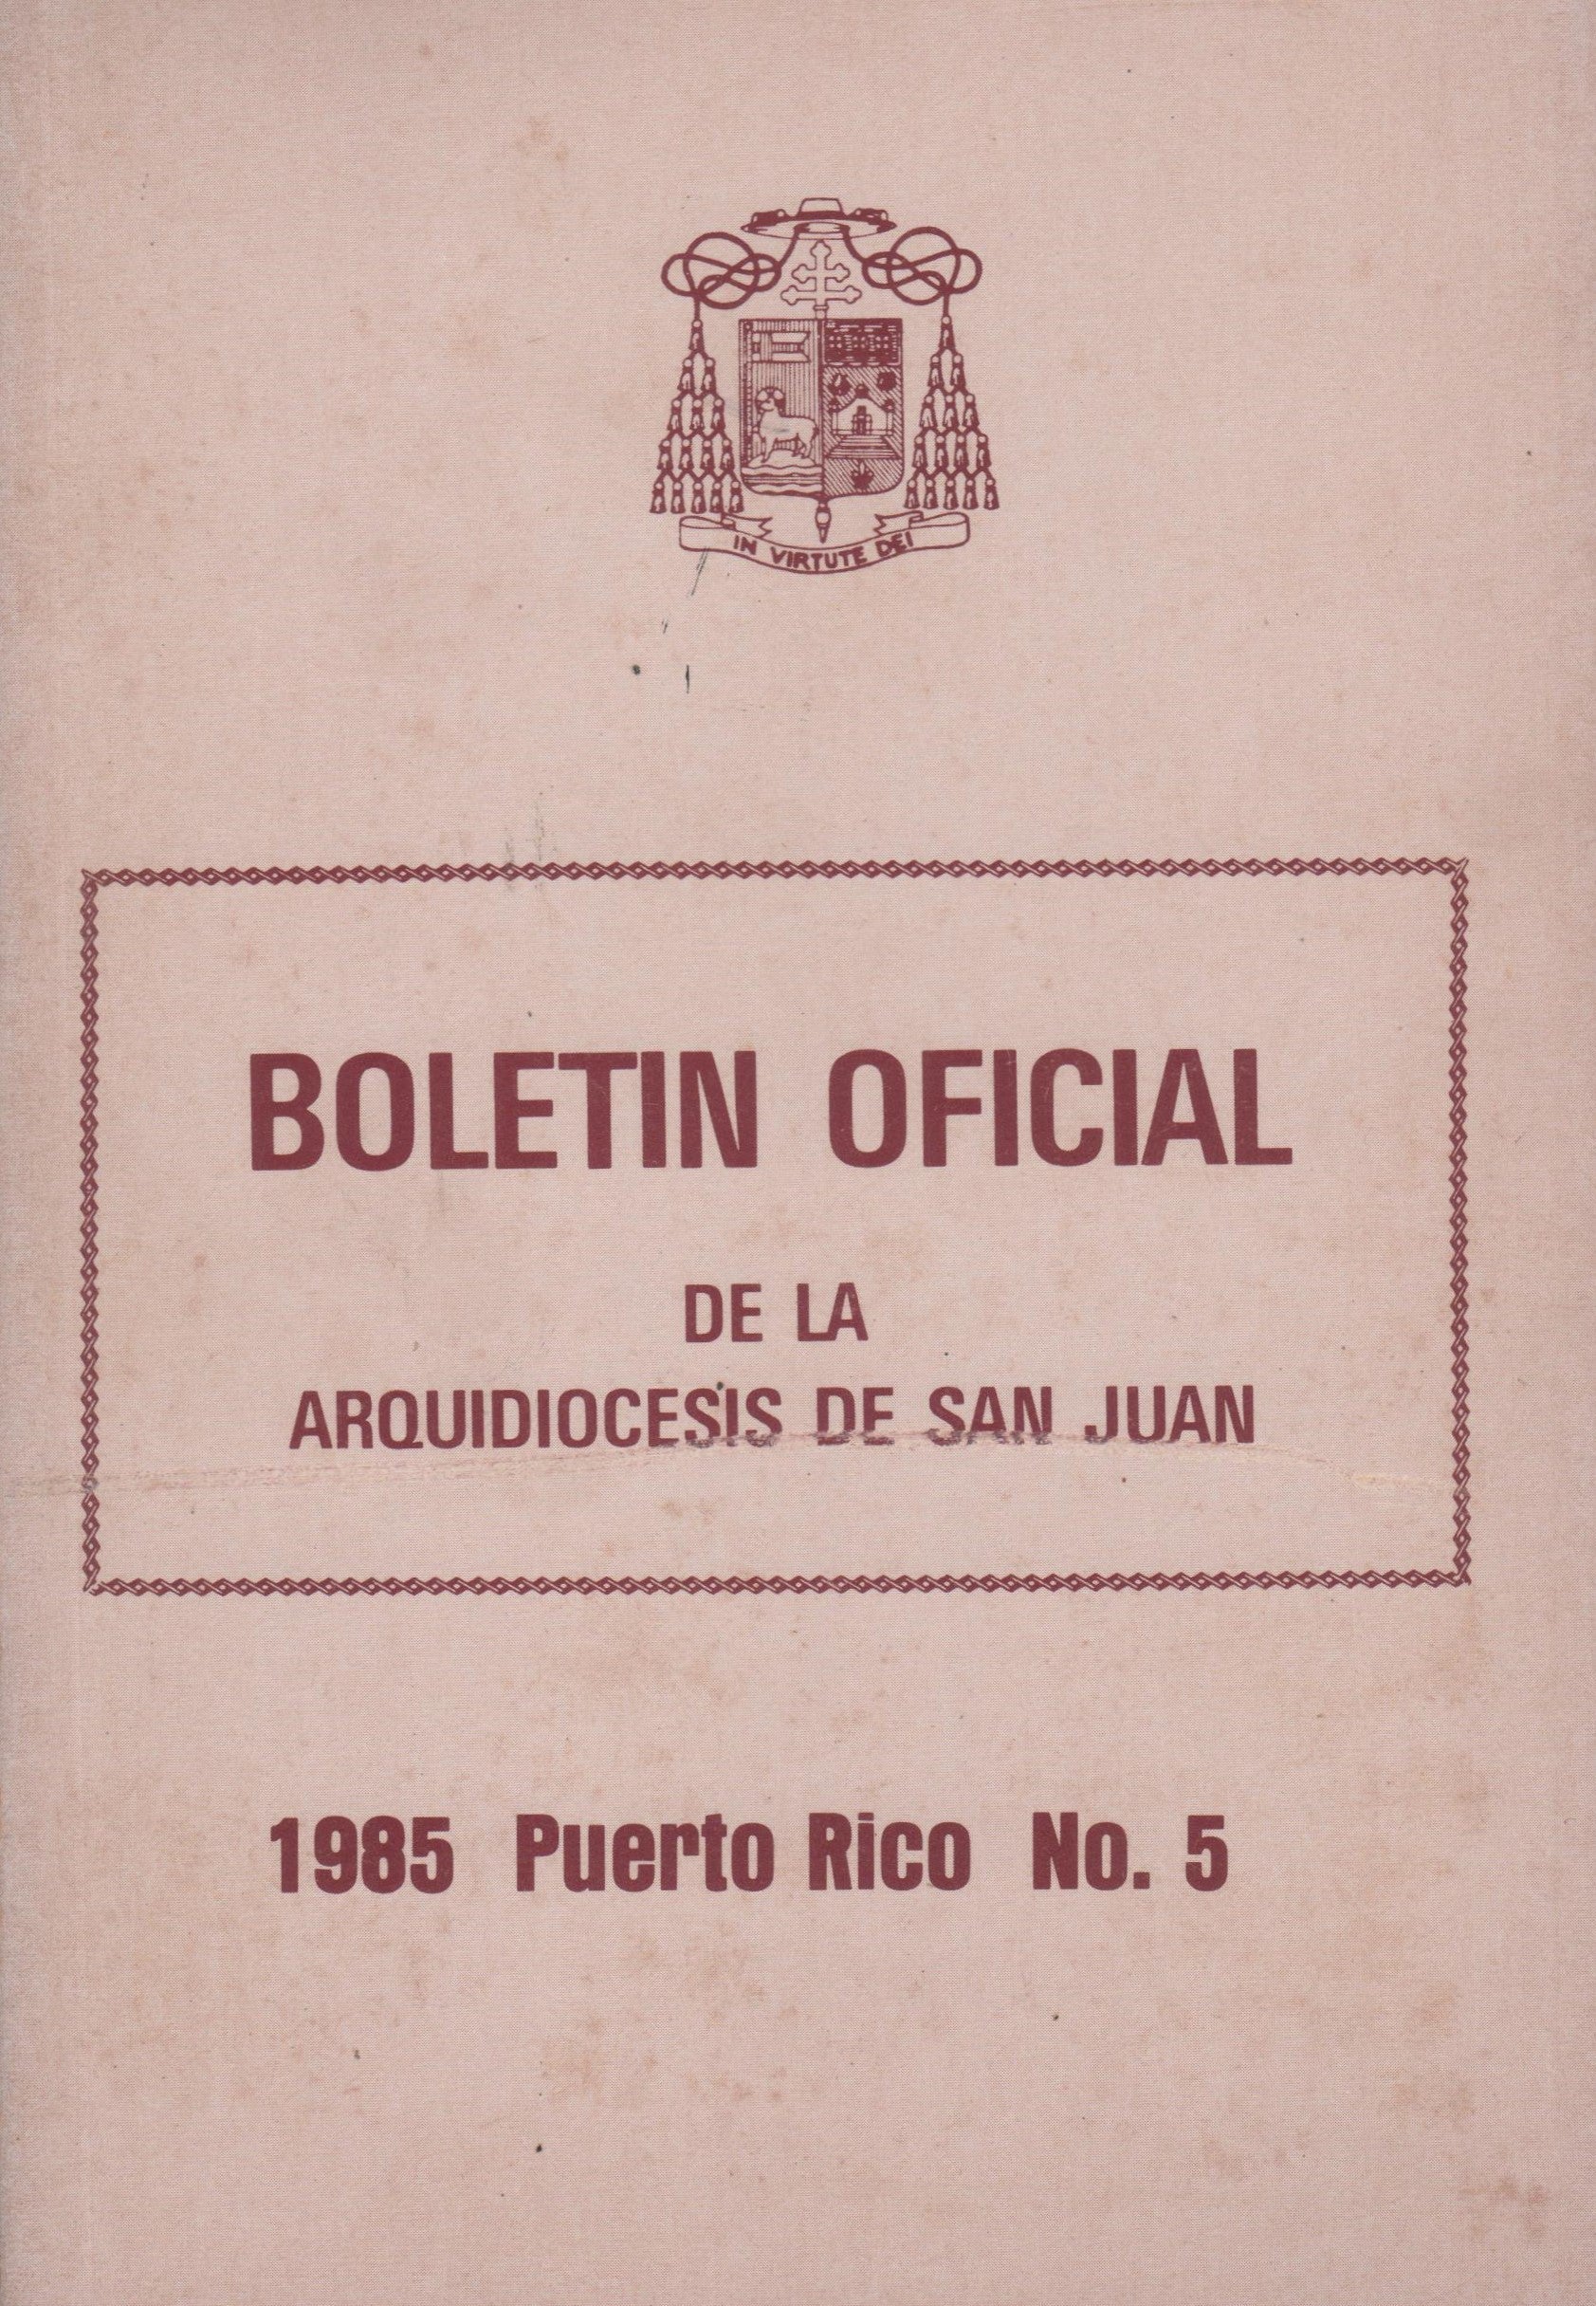 IN VIRTUTE DEI
BOLETIN OFICIAL
DE LA
ARQUIDIOCESIS DE SAN JUAN
1985 Puerto Rico No. 5